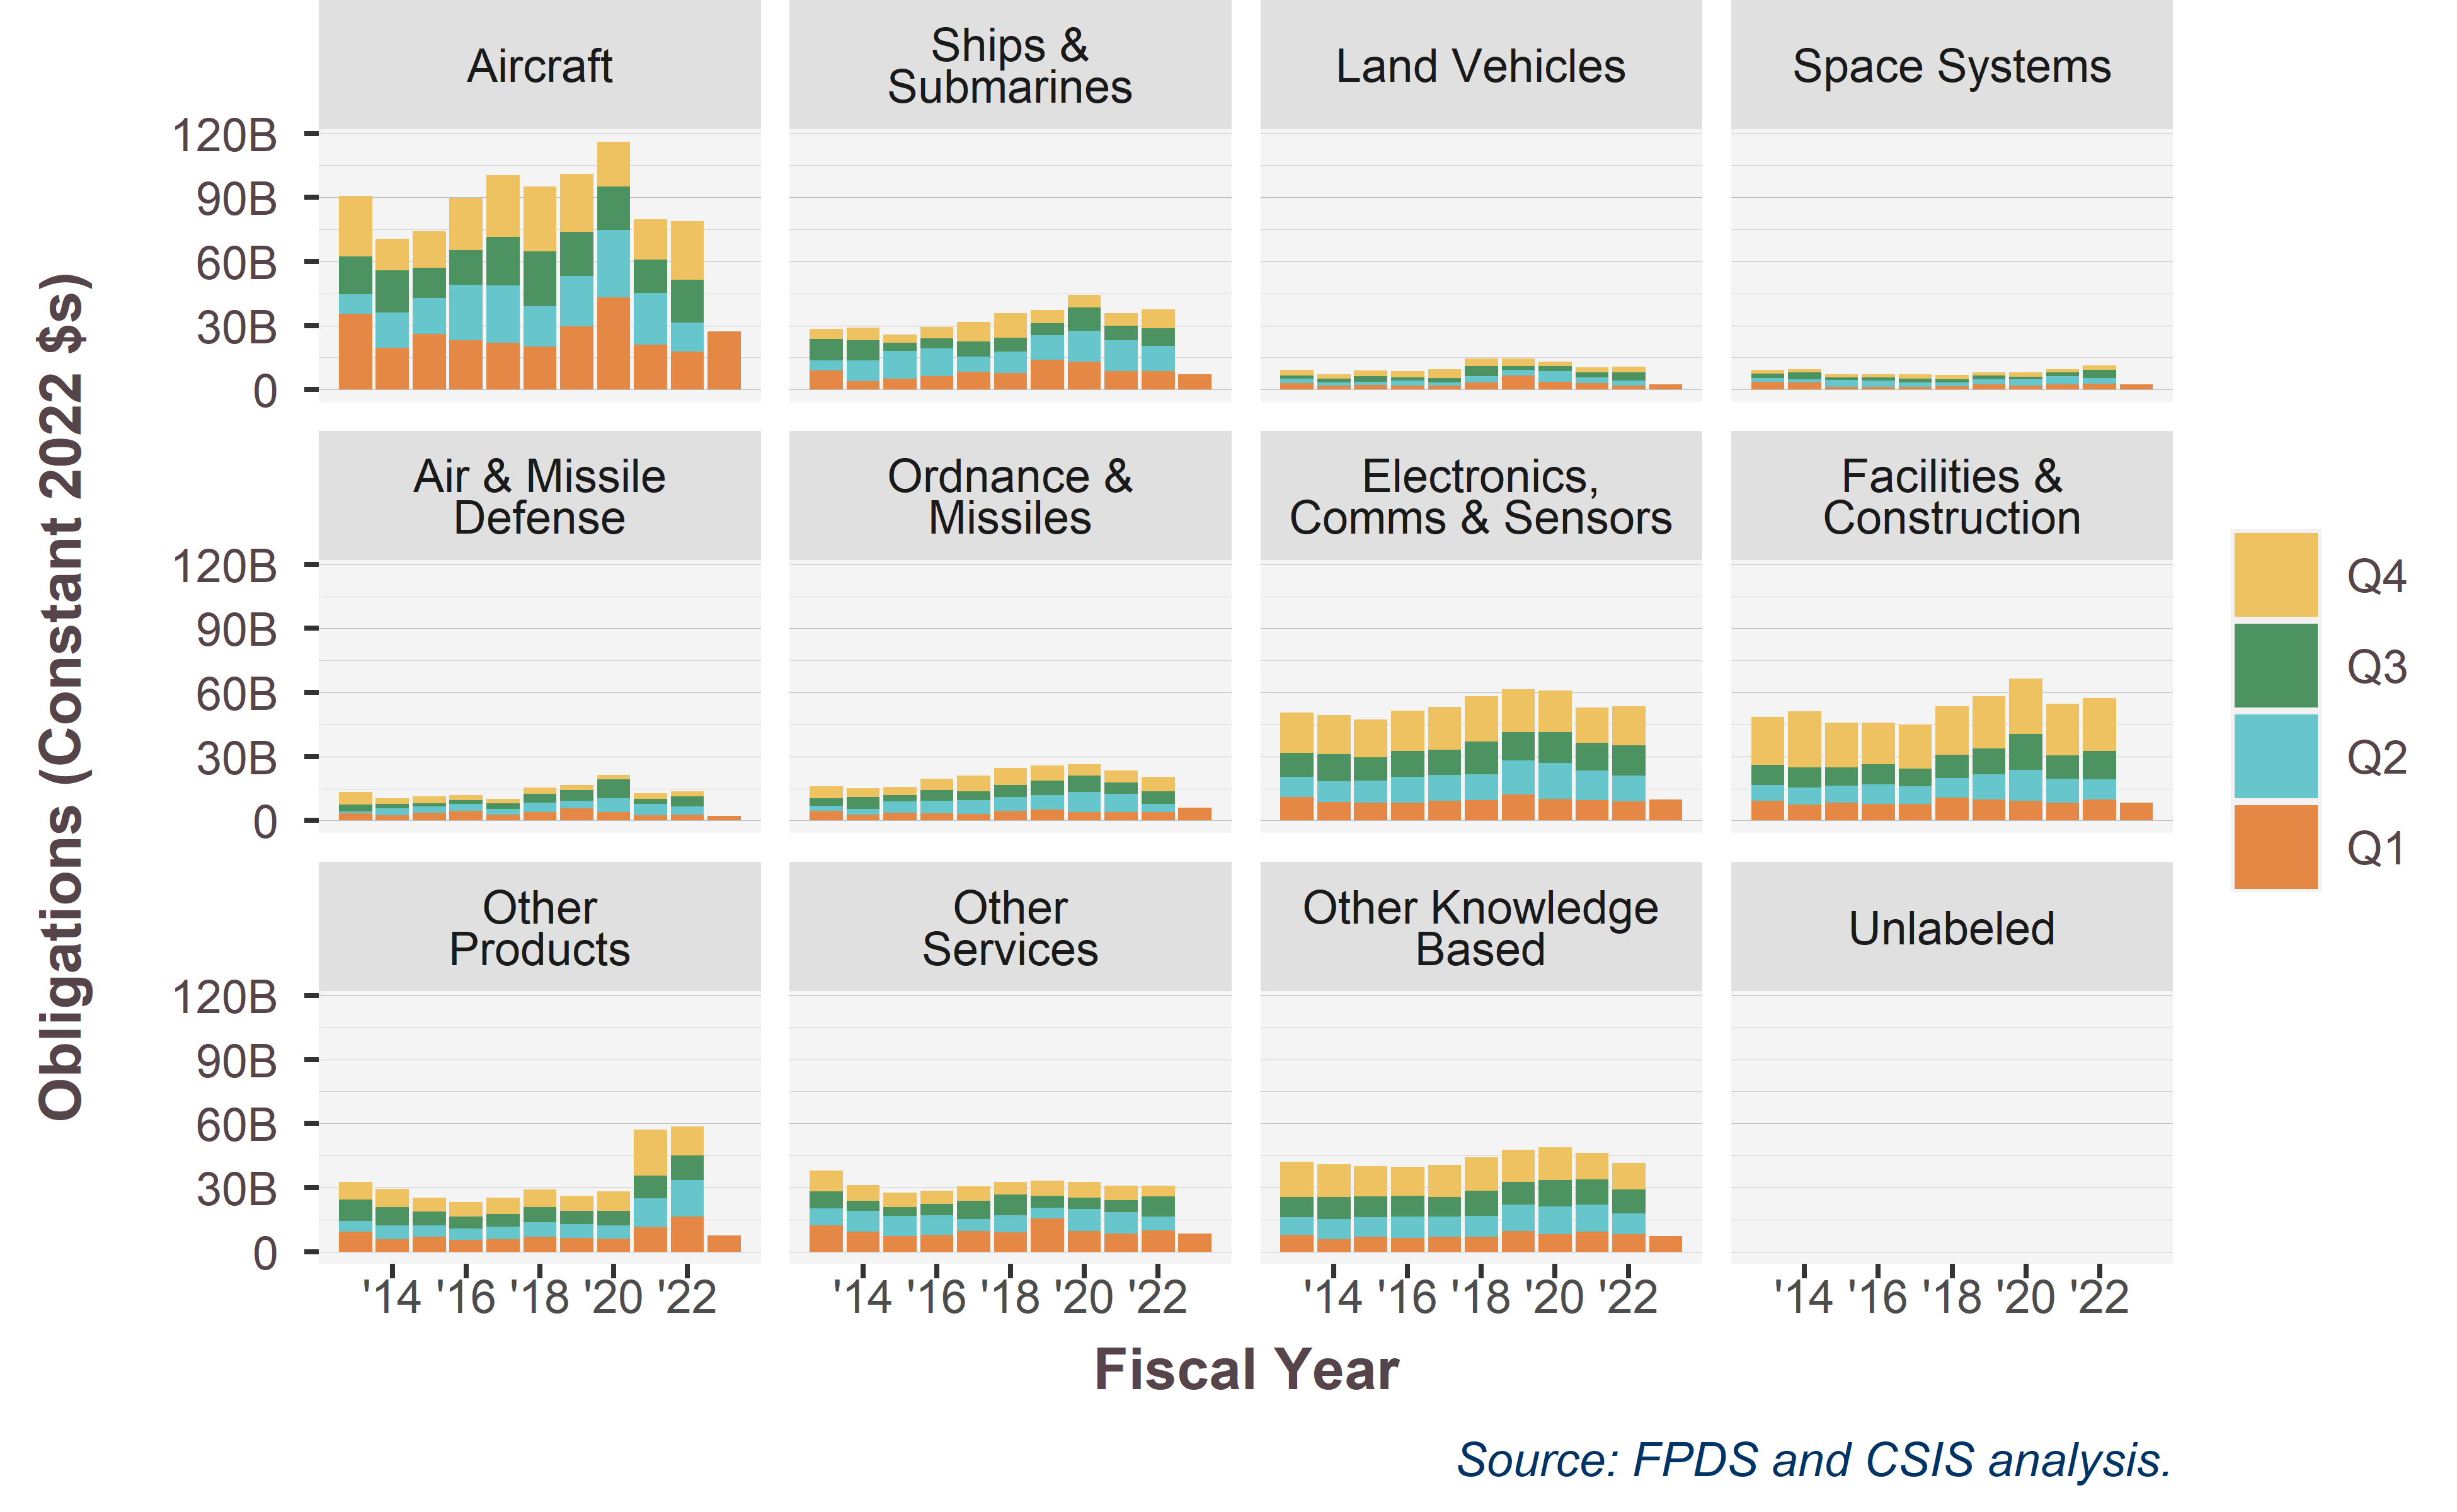 Aircraft
Ships &
Submarines
Land Vehicles
Space Systems
120B
90B
60B
30B
0
Air & Missile
Defense
Ordnance &
Missiles
Electronics,
Comms & Sensors
Facilities &
Construction
120B
90B
60B
30B
0
Other
Products
Other
Services
Other Knowledge
Based
Unlabeled
120B
90B
60B
30B
0
'14 '16 '18 '20 '22
'14 '16 '18 '20 '22
'14 '16 '18 '20 '22
'14 '16 '18 '20 '22
Obligations (Constant 2022 $s)
Fiscal Year
Q4
Q3
Q2
Q1
Source: FPDS and CSIS analysis.